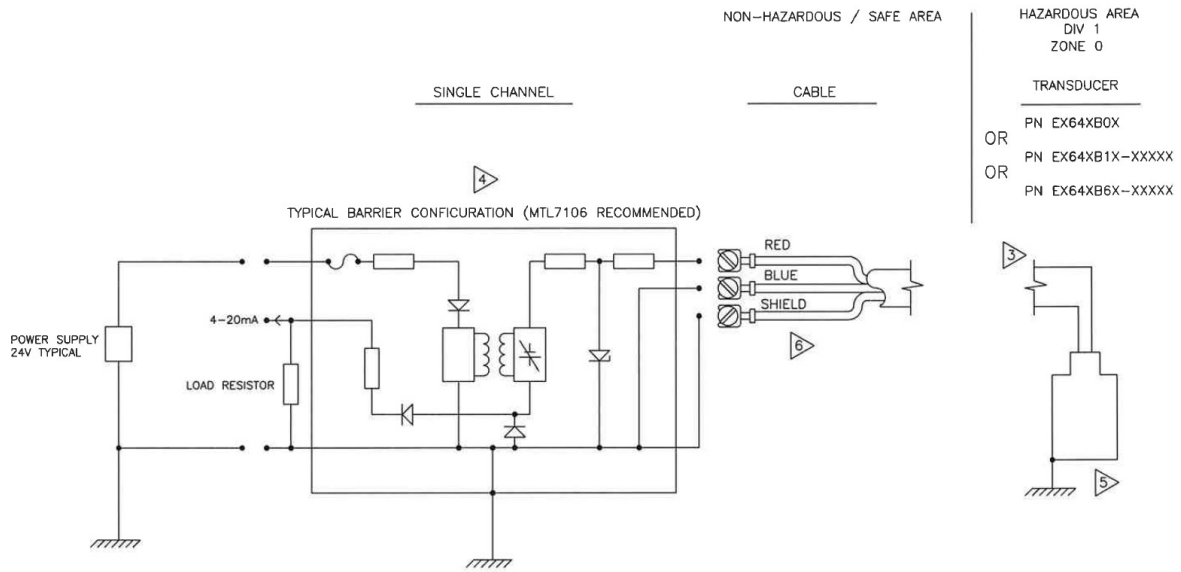 NON-HAZARDOUS / SAFE AREA
HAZARDOUS AREA
DIV 1
ZONE 0
SINGLE CHANNEL
CABLE
TRANSDUCER
PN EX64XB0X
OR
PN EX64XB1X-XXXXX
OR
PN EX64XB6X-XXXXX
4
TYPICAL BARRIER CONFICURATION (MTL7106 RECOMMENDED)
RED
BLUE
SHIELD
3
4-20mA
POWER SUPPLY
24V TYPICAL
LOAD RESISTOR
6
5